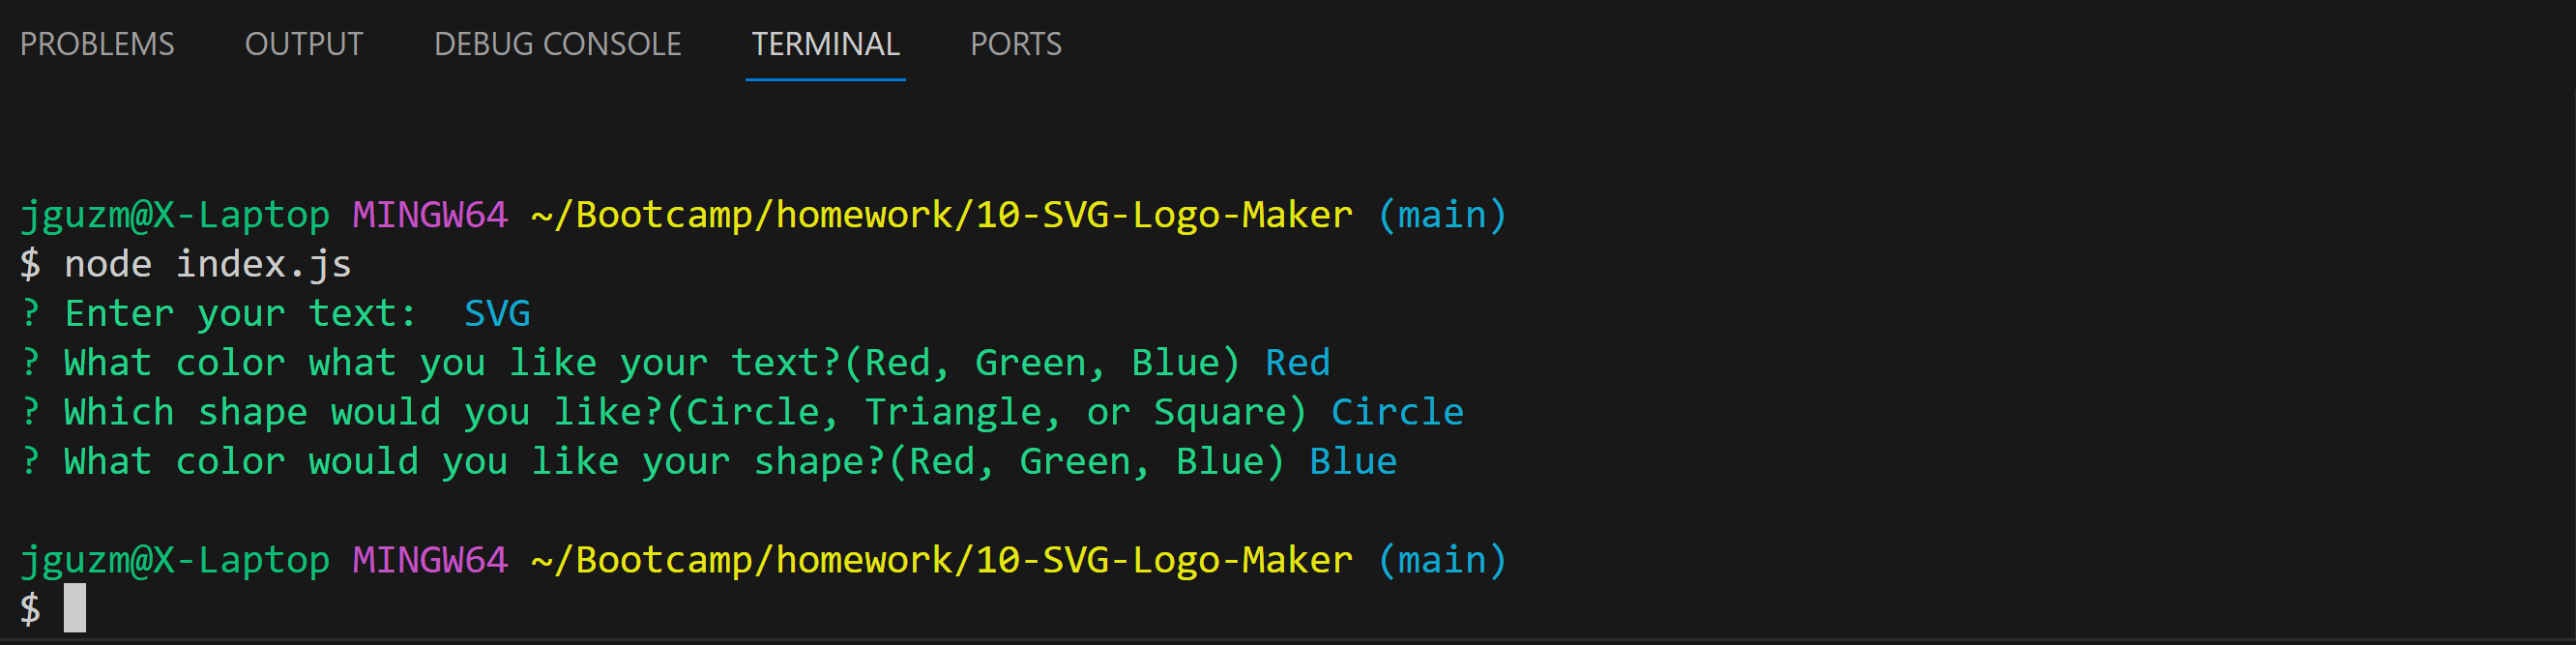 PROBLEMS OUTPUT DEBUG CONSOLE TERMINAL PORTS
jguzm@X-Laptop MINGW64 ~/Bootcamp/homework/10-SVG-Logo-Maker (main)
$ node index.js
? Enter your text:  SVG
? What color what you like your text?(Red, Green, Blue) Red
? Which shape would you like?(Circle, Triangle, or Square) Circle
? What color would you like your shape?(Red, Green, Blue) Blue
jguzm@X-Laptop MINGW64 ~/Bootcamp/homework/10-SVG-Logo-Maker (main)
$